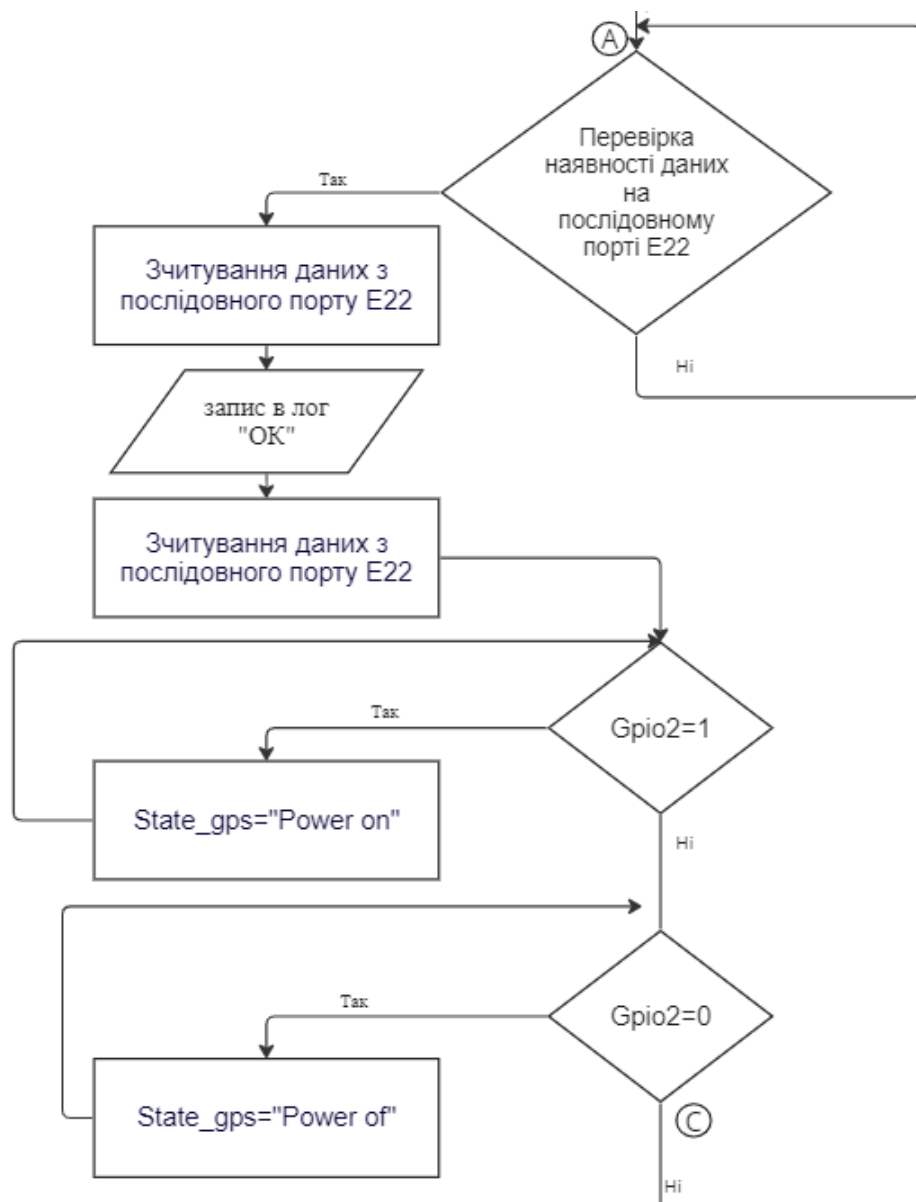 A
Перевірка
наявності даних
на
послідовному
порті E22
Так
Зчитування даних з
послідовного порту E22
Ні
запис в лог
"ОК"
Зчитування даних з
послідовного порту E22
Так
Gpio2=1
State_gps="Power on"
Ні
Так
Gpio2=0
State_gps="Power of"
C
Ні